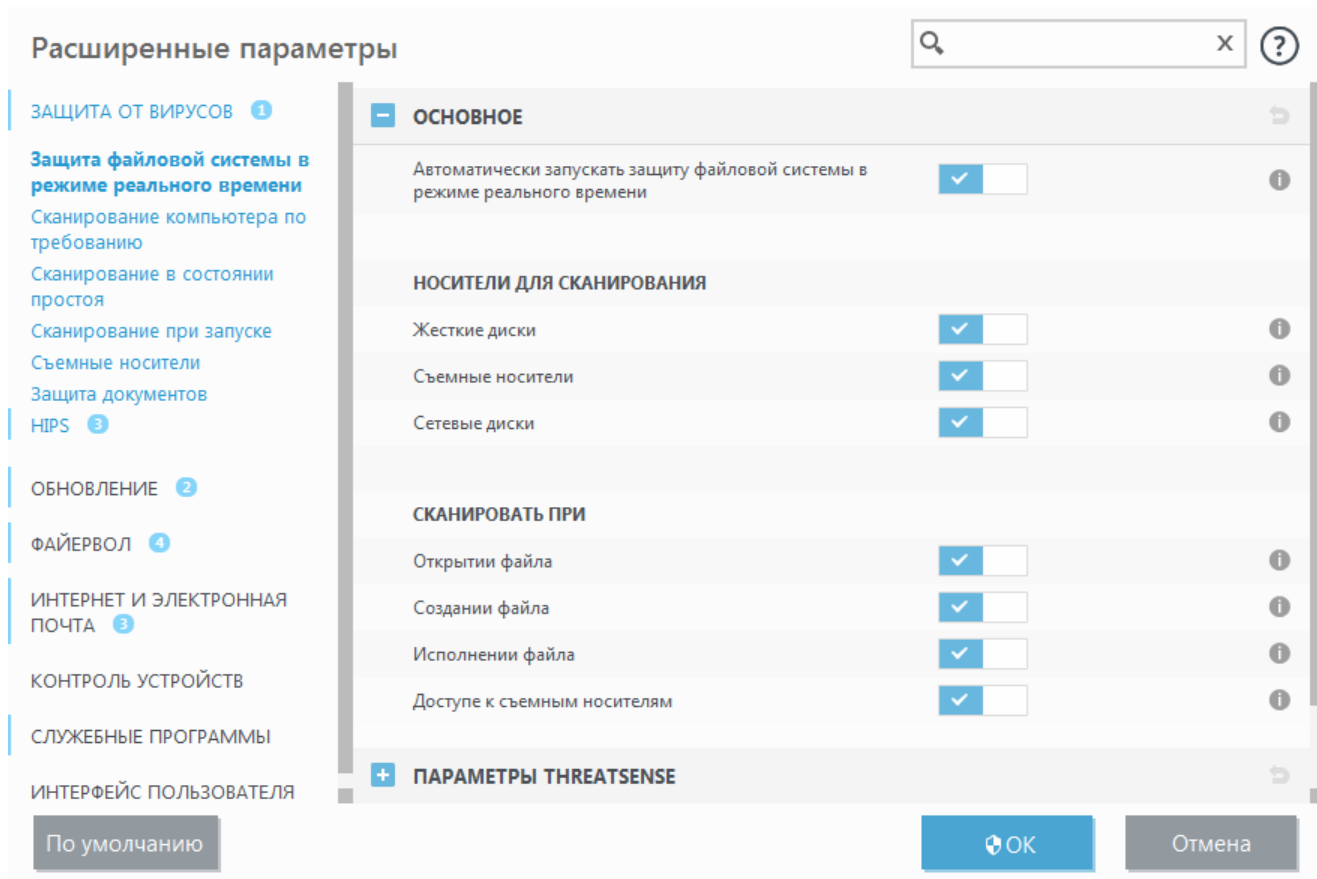 Расширенные параметры
X
?
ЗАЩИТА ОТ ВИРУСОВ 1
Защита файловой системы в
режиме реального времени
Сканирование компьютера по
требованию
Сканирование в состоянии
простоя
Сканирование при запуске
Съемные носители
Защита документов
HIPS 3
ОБНОВЛЕНИЕ 2
ФАЙЕРВОЛ 4
ИНТЕРНЕТ И ЭЛЕКТРОННАЯ
ПОЧТА 3
КОНТРОЛЬ УСТРОЙСТВ
СЛУЖЕБНЫЕ ПРОГРАММЫ
ИНТЕРФЕЙС ПОЛЬЗОВАТЕЛЯ
ОСНОВНОЕ
Автоматически запускать защиту файловой системы в
режиме реального времени
НОСИТЕЛИ ДЛЯ СКАНИРОВАНИЯ
Жесткие диски
Съемные носители
Сетевые диски
СКАНИРОВАТЬ ПРИ
Открытии файла
Создании файла
Исполнении файла
Доступе к съемным носителям
ПАРАМЕТРЫ THREATSENSE
По умолчанию
ОК
Отмена